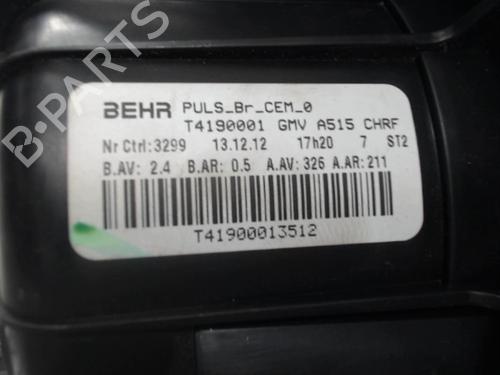 B-PARTS
BEHR PULS_Br_CEM_0
T4190001 GMV A515 CHRF
Nr Ctrl:3299 13.12.12 17h20 7 ST2
B.AV: 2.4 B.AR: 0.5 A.AV: 326 A.AR: 211
T41900013512